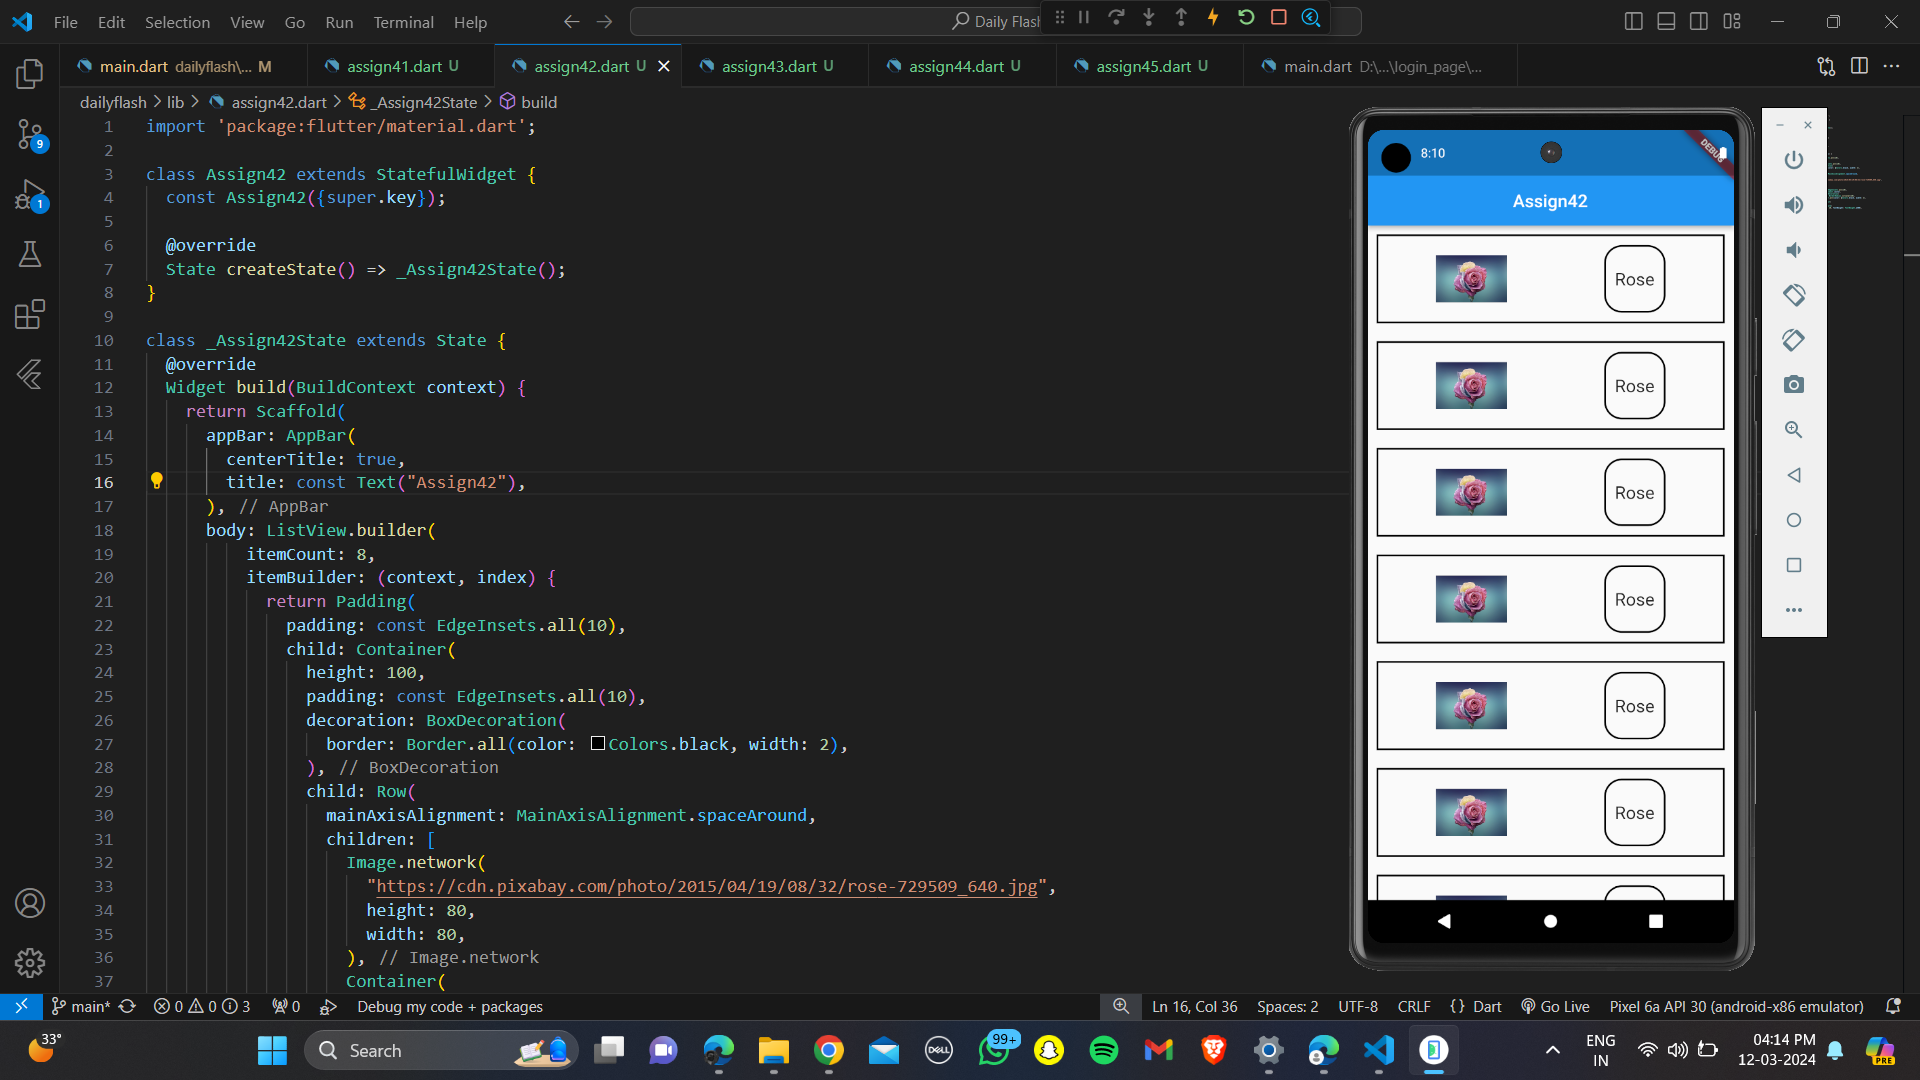 File Edit Selection View Go Run Terminal Help
Daily Flash
main.dart dailyflash\... M
assign41.dart U
assign42.dart U
assign43.dart U
assign44.dart U
assign45.dart U
main.dart D:\...\login_page\...
dailyflash > lib > assign42.dart > _Assign42State > build
1 import 'package:flutter/material.dart';
2
3 class Assign42 extends StatefulWidget {
4 const Assign42({super.key});
5
6 @override
7 State createState() => _Assign42State();
8 }
9
10 class _Assign42State extends State {
11 @override
12 Widget build(BuildContext context) {
13 return Scaffold(
14 appBar: AppBar(
15 centerTitle: true,
16 title: const Text("Assign42"),
17 ), // AppBar
18 body: ListView.builder(
19 itemCount: 8,
20 itemBuilder: (context, index) {
21 return Padding(
22 padding: const EdgeInsets.all(10),
23 child: Container(
24 height: 100,
25 padding: const EdgeInsets.all(10),
26 decoration: BoxDecoration(
27 border: Border.all(color: Colors.black, width: 2),
28 ), // BoxDecoration
29 child: Row(
30 mainAxisAlignment: MainAxisAlignment.spaceAround,
31 children: [
32 Image.network(
33 "https://cdn.pixabay.com/photo/2015/04/19/08/32/rose-729509_640.jpg",
34 height: 80,
35 width: 80,
36 ), // Image.network
37 Container(
8:10
DEBUG
Assign42
Rose
Rose
Rose
Rose
Rose
Rose
9
1
main* 0 0 3 0 Debug my code + packages
Ln 16, Col 36 Spaces: 2 UTF-8 CRLF {} Dart Go Live Pixel 6a API 30 (android-x86 emulator)
33°
Search
DELL
99+
ENG
IN
04:14 PM
12-03-2024
PRE